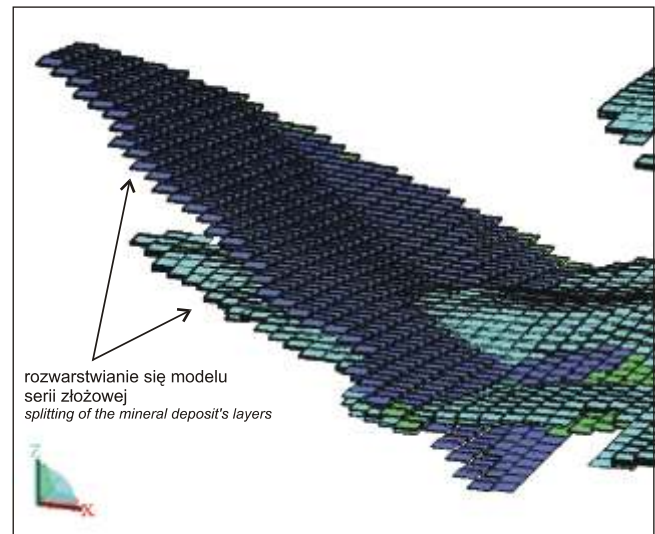 rozwarstwianie się modelu
serii złożowej
splitting of the mineral deposit's layers
Z
X